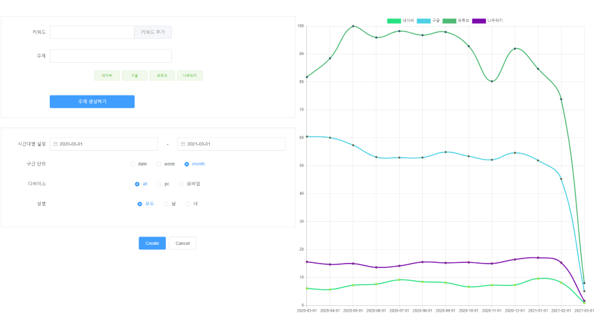 키워드
키워드 추가
주제
네이버 구글 유튜브 나무위키
주제 생성하기
시간대별 설정 2020-03-01 - 2021-03-01
구간 단위 date week month
디바이스 all pc 모바일
성별 모두 남 녀
Create Cancel
네이버 구글 유튜브 나무위키
100
90
80
70
60
50
40
30
20
10
0
2020-03-01 2020-04-01 2020-05-01 2020-06-01 2020-07-01 2020-08-01 2020-09-01 2020-10-01 2020-11-01 2020-12-01 2021-01-01 2021-02-01 2021-03-01